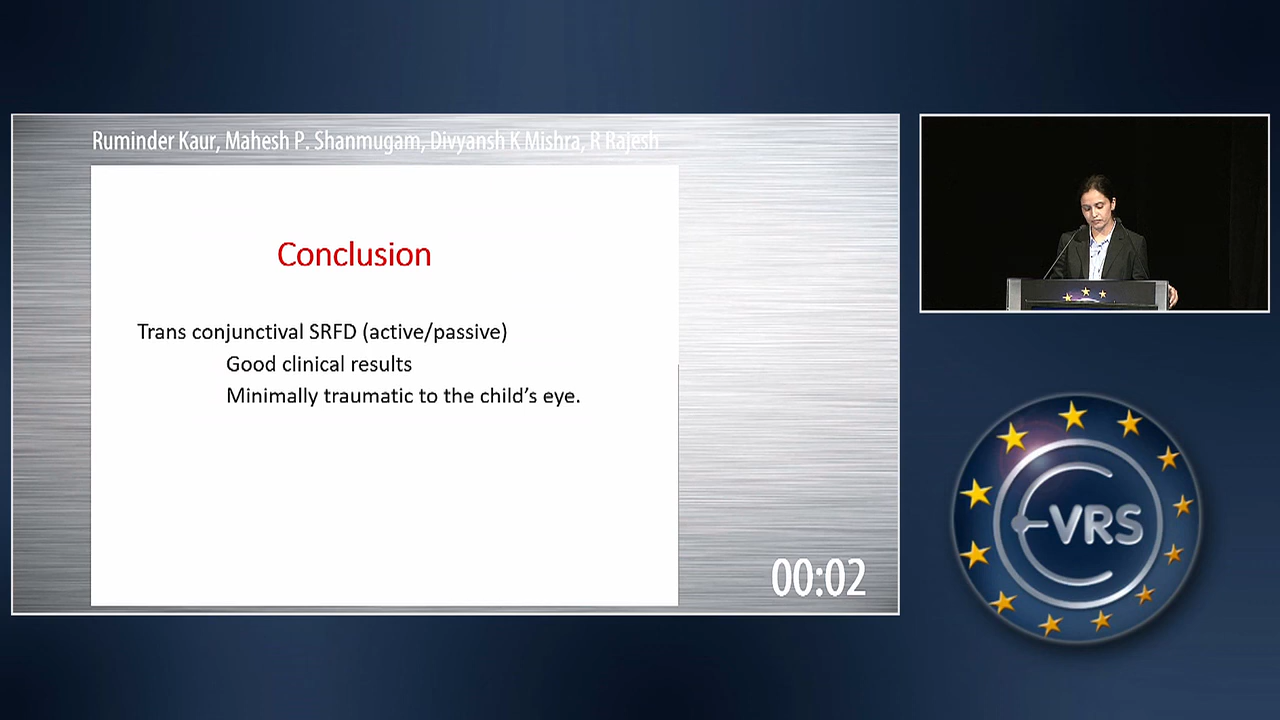 Ruminder Kaur, Mahesh P. Shanmugam, Divyansh K Mishra, R Rajesh
Conclusion
Trans conjunctival SRFD (active/passive)
Good clinical results
Minimally traumatic to the child's eye.
00:02
E-VRS